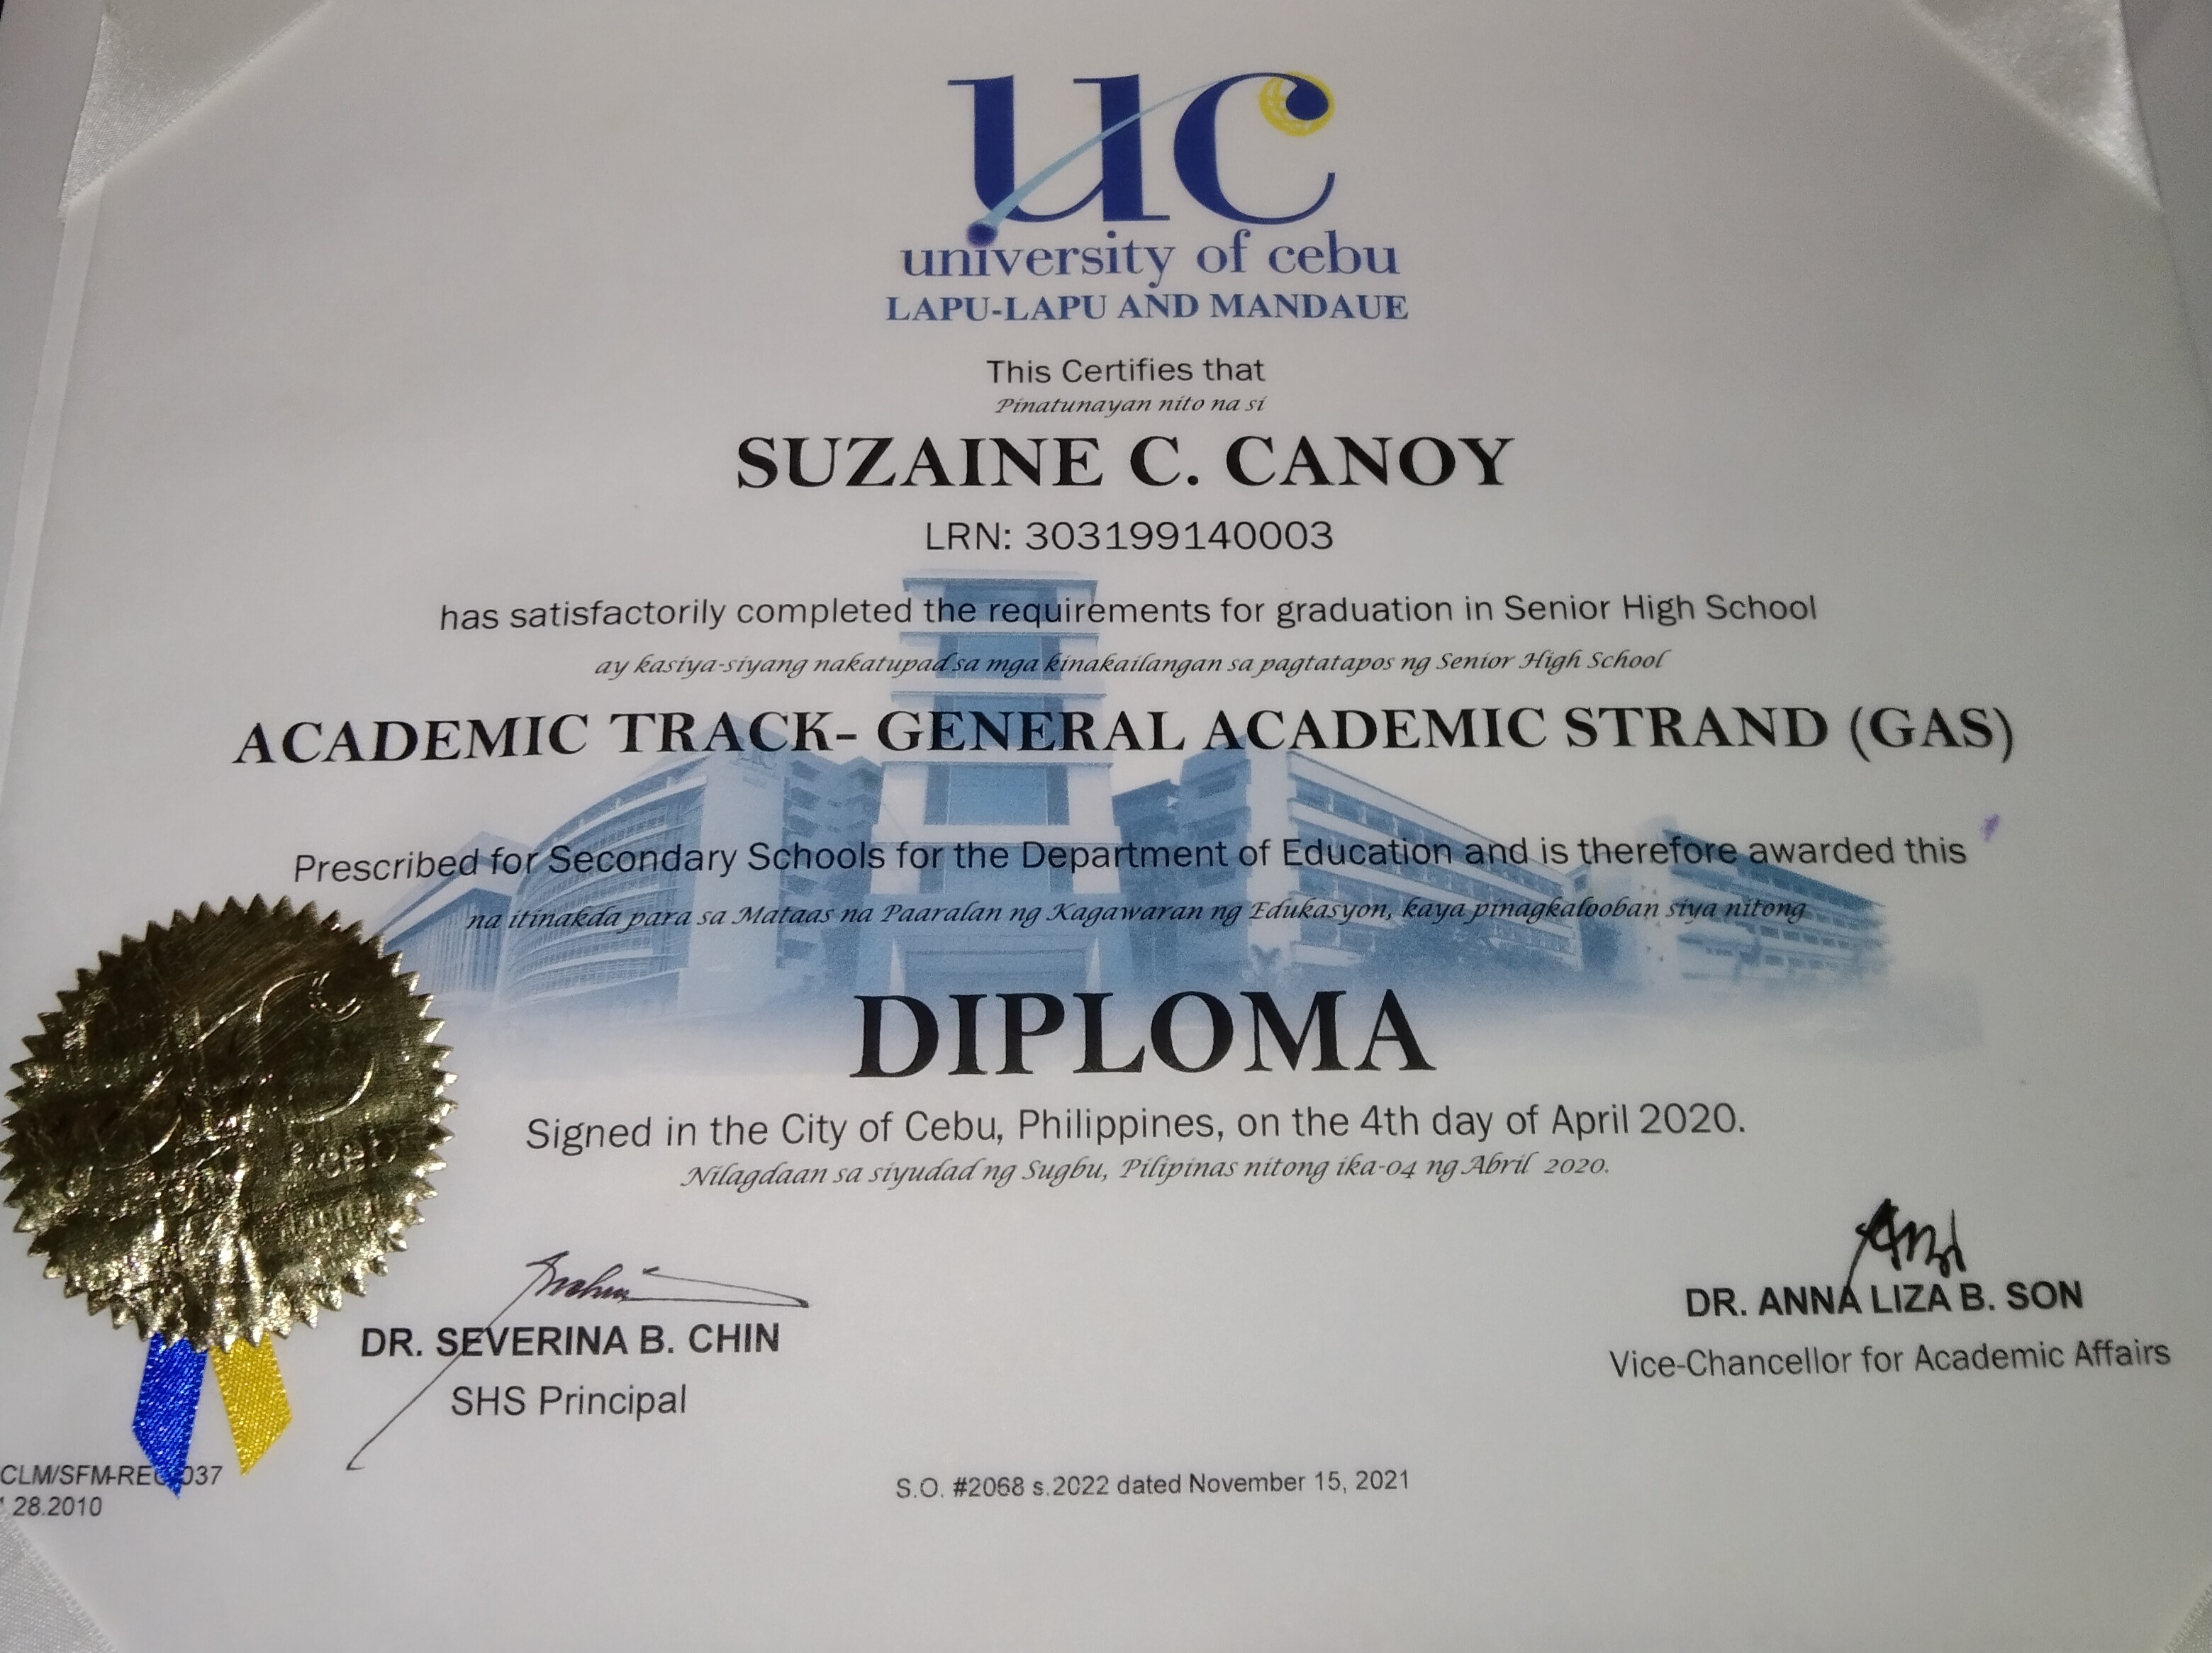 uc
university of cebu
LAPU-LAPU AND MANDAUE
This Certifies that
Pinatunayan nito na si
SUZAINE C. CANOY
LRN: 303199140003
has satisfactorily completed the requirements for graduation in Senior High School
ay kasiya-siyang nakatupad sa mga kinakailangan sa pagtatapos ng Senior High School
ACADEMIC TRACK- GENERAL ACADEMIC STRAND (GAS)
Prescribed for Secondary Schools for the Department of Education and is therefore awarded this
na itinakda para sa Mataas na Paaralan ng Kagawaran ng Edukasyon, kaya pinagkalooban siya nitong
DIPLOMA
Signed in the City of Cebu, Philippines, on the 4th day of April 2020.
Nilagdaan sa siyudad ng Sugbu, Pilipinas nitong ika-04 ng Abril 2020.
DR. SEVERINA B. CHIN
SHS Principal
DR. ANNA LIZA B. SON
Vice-Chancellor for Academic Affairs
CLM/SFM-RE 037
28.2010
S.O. #2068 s.2022 dated November 15, 2021